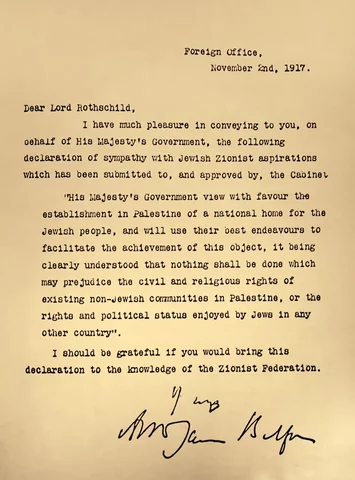 Foreign Office,
November 2nd, 1917.
Dear Lord Rothschild,
I have much pleasure in conveying to you, on
behalf of His Majesty's Government, the following
declaration of sympathy with Jewish Zionist aspirations
which has been submitted to, and approved by, the Cabinet
"His Majesty's Government view with favour the
establishment in Palestine of a national home for the
Jewish people, and will use their best endeavours to
facilitate the achievement of this object, it being
clearly understood that nothing shall be done which
may prejudice the civil and religious rights of
existing non-Jewish communities in Palestine, or the
rights and political status enjoyed by Jews in any
other country".
I should be grateful if you would bring this
declaration to the knowledge of the Zionist Federation.